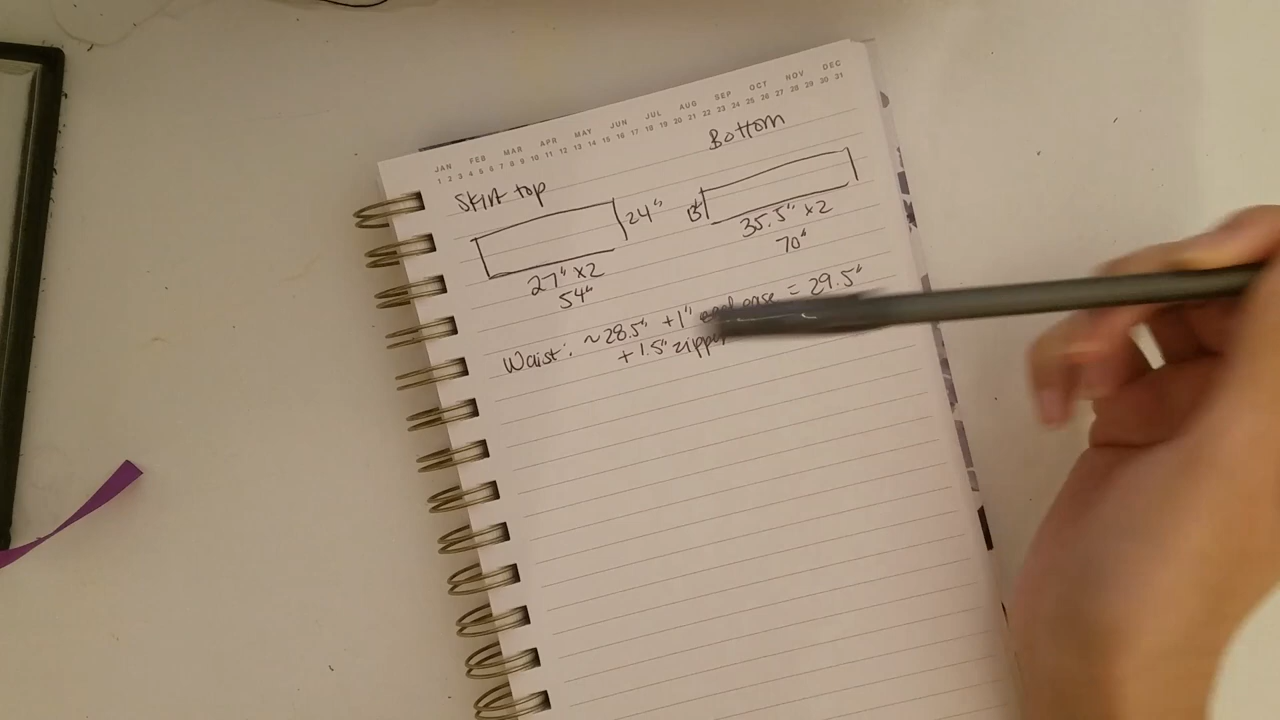 JAN FEB MAR APR MAY JUN JUL AUG SEP OCT NOV DEC
1 2 3 4 5 6 7 8 9 10 11 12 13 14 15 16 17 18 19 20 21 22 23 24 25 26 27 28 29 30 31
Skirt top
Bottom
24"
27" x2
54"
35.5" x2
70"
Waist: ~28.5" +1" ease = 29.5"
+ 1.5" zipper